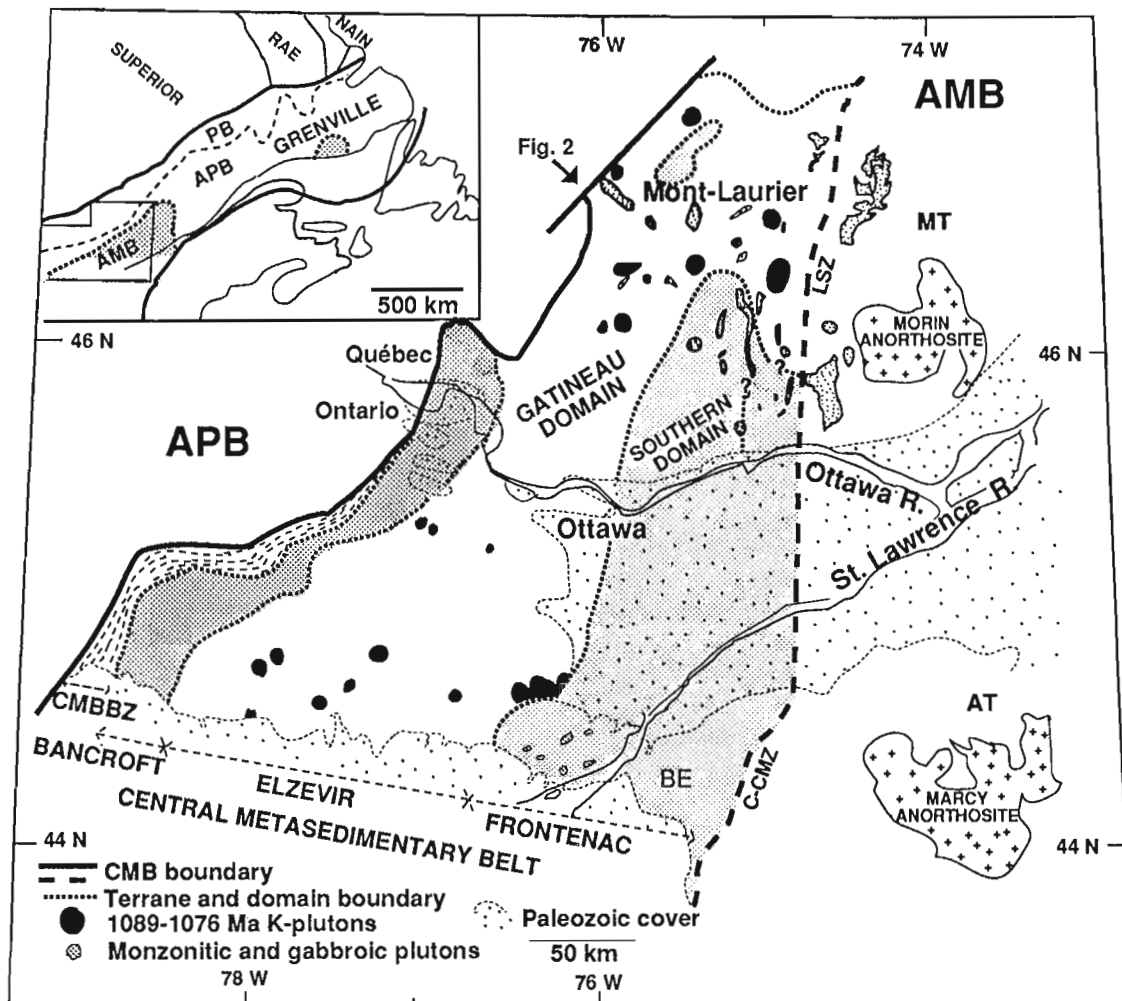 SUPERIOR
RAE
NAIN
PB
GRENVILLE
APB
AMB
500 km
76 W
74 W
AMB
Fig. 2
Mont-Laurier
LSZ
MT
MORIN
ANORTHOSITE
46 N
46 N
Québec
Ontario
GATINEAU
DOMAIN
SOUTHERN
DOMAIN
?
?
APB
Ottawa
Ottawa R.
St. Lawrence R.
AT
MARCY
ANORTHOSITE
BE
C-CMZ
CMBBZ
BANCROFT
ELZEVIR
FRONTENAC
CENTRAL METASEDIMENTARY BELT
44 N
44 N
CMB boundary
Terrane and domain boundary
1089-1076 Ma K-plutons
Monzonitic and gabbroic plutons
Paleozoic cover
50 km
78 W
76 W